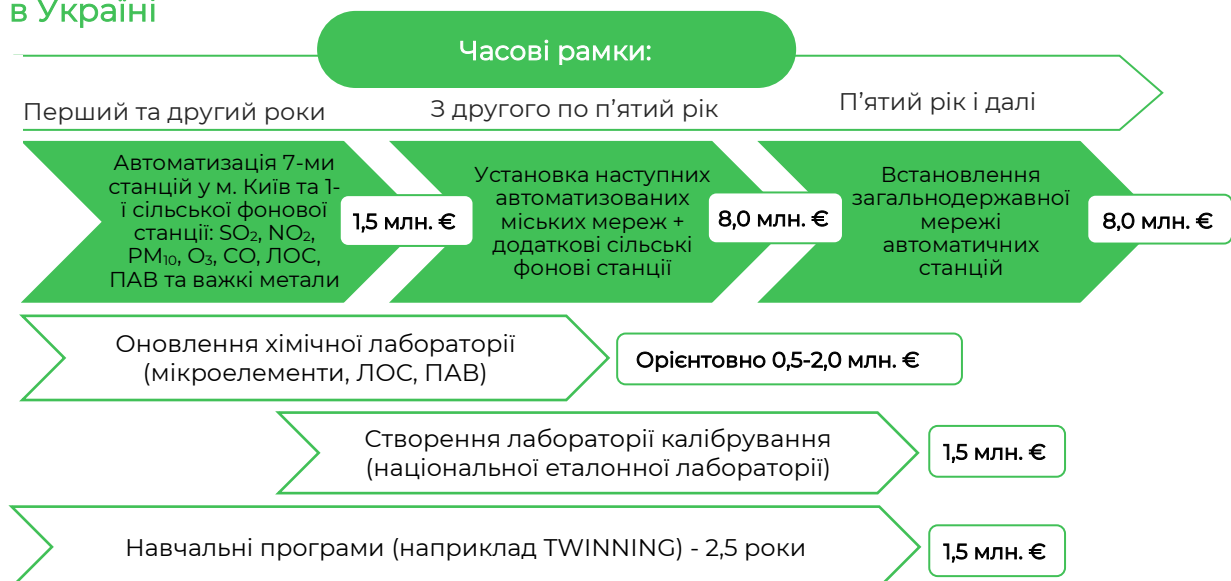 в Україні
Часові рамки:
Перший та другий роки
З другого по п’ятий рік
П’ятий рік і далі
Автоматизація 7-ми
станцій у м. Київ та 1-
ї сільської фонової
станції: SO₂, NO₂,
PM₁₀, O₃, CO, ЛОС,
ПАВ та важкі метали
1,5 млн. €
Установка наступних
автоматизованих
міських мереж +
додаткові сільські
фонові станції
8,0 млн. €
Встановлення
загальнодержавної
мережі
автоматичних
станцій
8,0 млн. €
Оновлення хімічної лабораторії
(мікроелементи, ЛОС, ПАВ)
Орієнтовно 0,5-2,0 млн. €
Створення лабораторії калібрування
(національної еталонної лабораторії)
1,5 млн. €
Навчальні програми (наприклад TWINNING) - 2,5 роки
1,5 млн. €